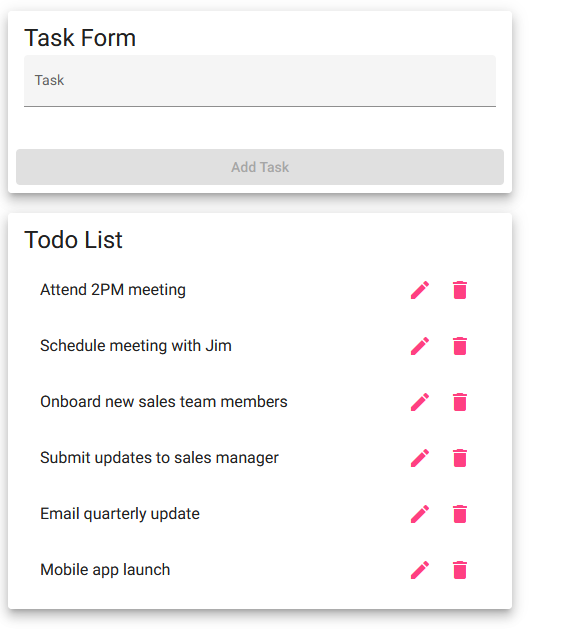 Task Form
Task
Add Task
Todo List
Attend 2PM meeting
Schedule meeting with Jim
Onboard new sales team members
Submit updates to sales manager
Email quarterly update
Mobile app launch